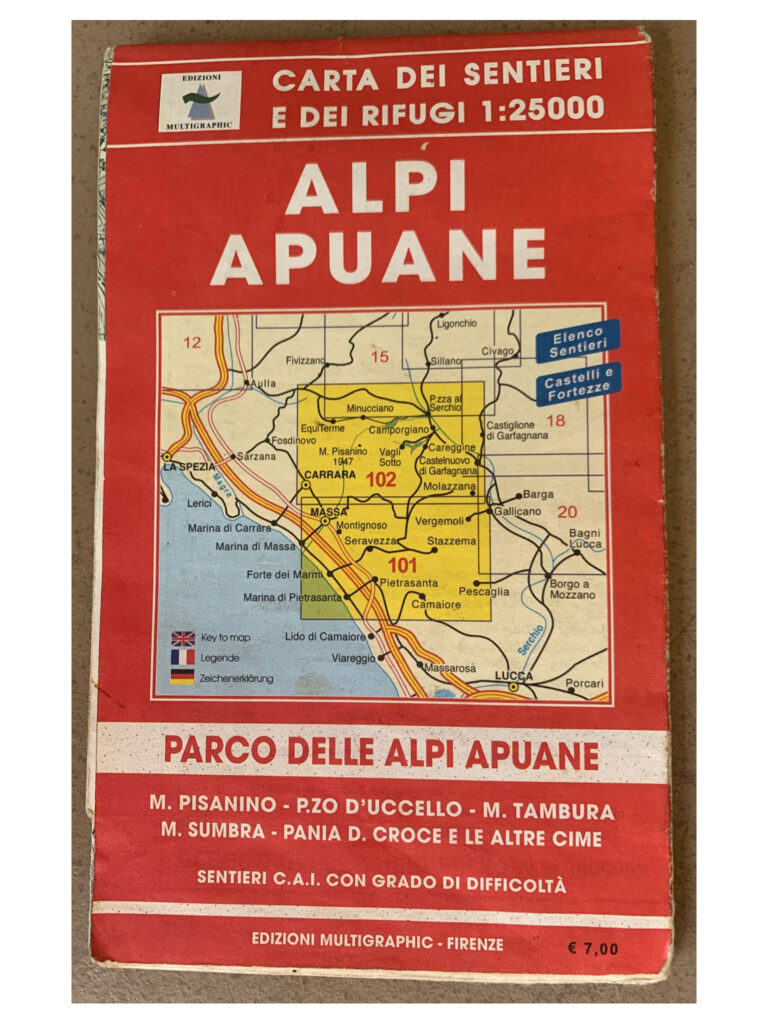 EDIZIONI
MULTIGRAPHIC
CARTA DEI SENTIERI
E DEI RIFUGI 1:25000
ALPI
APUANE
Ligonchio
12
15
Elenco
Sentieri
Fivizzano
Sillano
Civago
Castelli e
Fortezze
Aulla
P.zza al
Serchio
Minucciano
EquiTerme
Camporgiano
Castiglione
di Garfagnana
18
Fosdinovo
M. Pisanino
1947
Vagli
Sotto
Careggine
Sarzana
LA SPEZIA
Castelnuovo
di Garfagnana
CARRARA
102
Magra
Molazzana
Barga
Lerici
MASSA
Gallicano
20
Marina di Carrara
Montignoso
Vergemoli
Marina di Massa
Seravezza
Stazzema
Bagni
Lucca
101
Forte dei Marmi
Pietrasanta
Pescaglia
Borgo a
Mozzano
Marina di Pietrasanta
Camaiore
Key to map
Lido di Camaiore
Serchio
Legende
Viareggio
Massarosa
Zeichenerklärung
LUCCA
Porcari
PARCO DELLE ALPI APUANE
M. PISANINO - P.ZO D'UCCELLO - M. TAMBURA
M. SUMBRA - PANIA D. CROCE E LE ALTRE CIME
SENTIERI C.A.I. CON GRADO DI DIFFICOLTÀ
EDIZIONI MULTIGRAPHIC - FIRENZE
€ 7,00